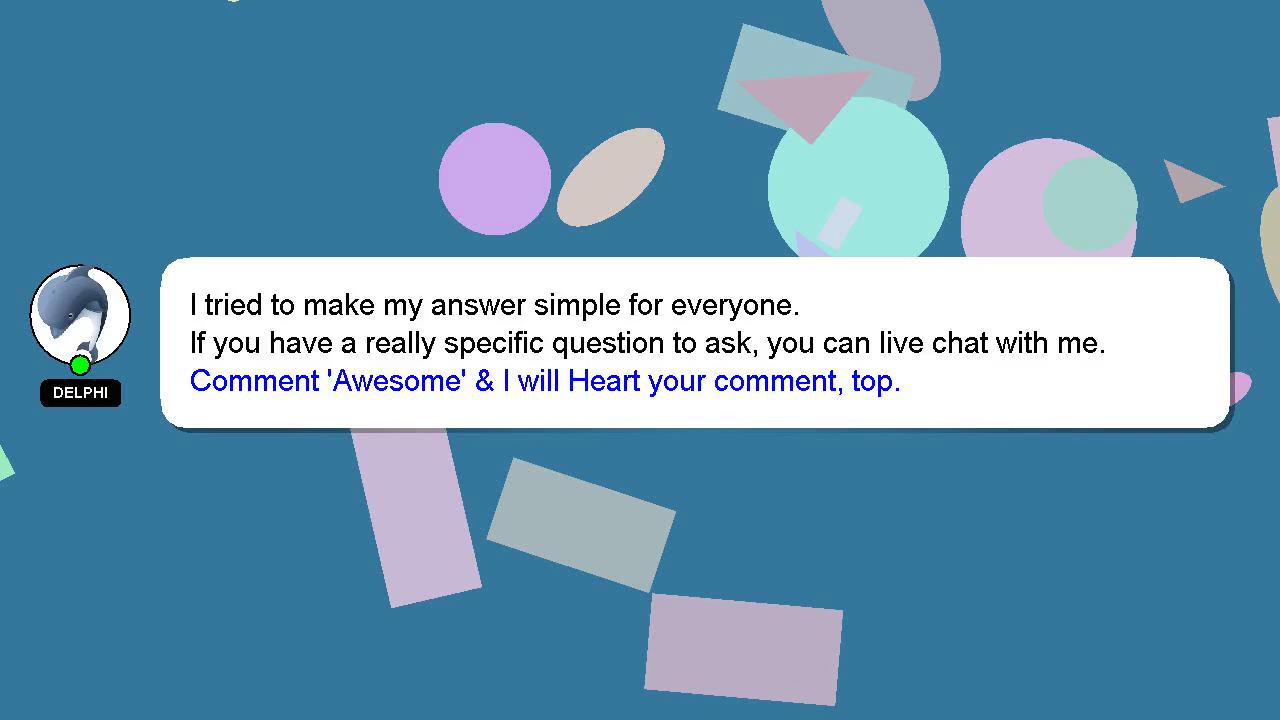 I tried to make my answer simple for everyone.
If you have a really specific question to ask, you can live chat with me.
Comment 'Awesome' & I will Heart your comment, top.
DELPHI